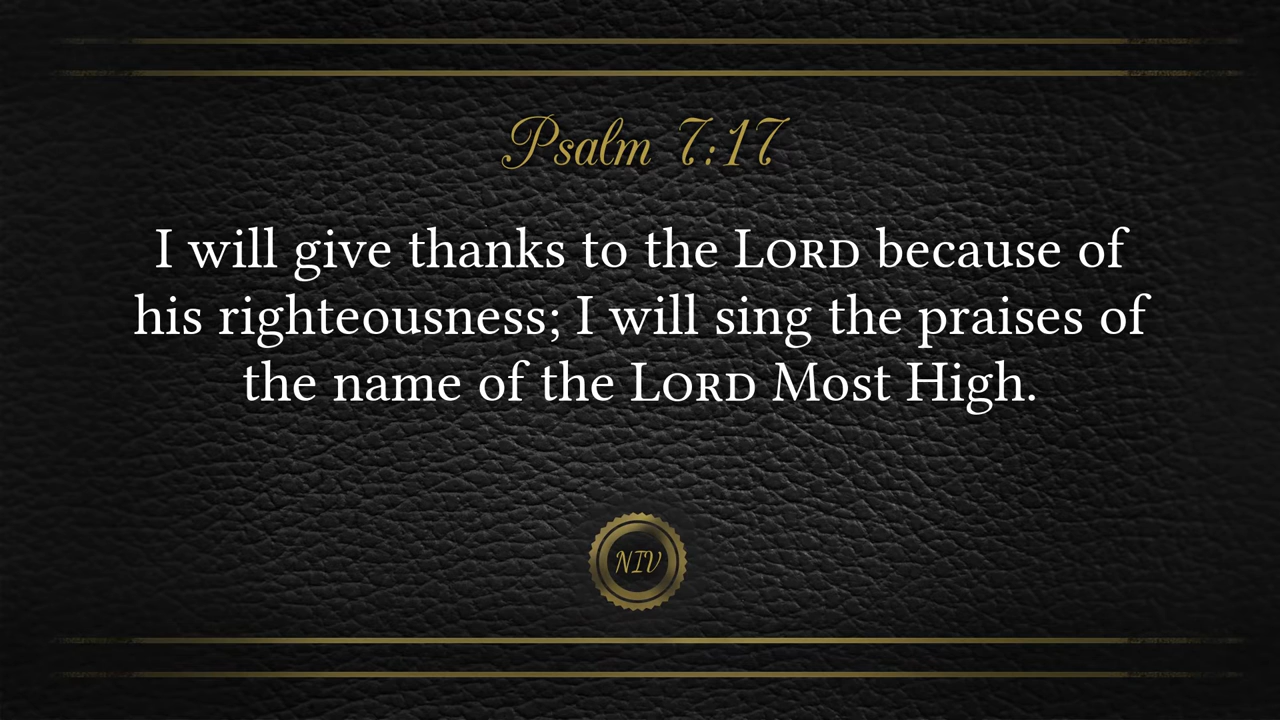 Psalm 7:17
I will give thanks to the LORD because of
his righteousness; I will sing the praises of
the name of the LORD Most High.
NIV